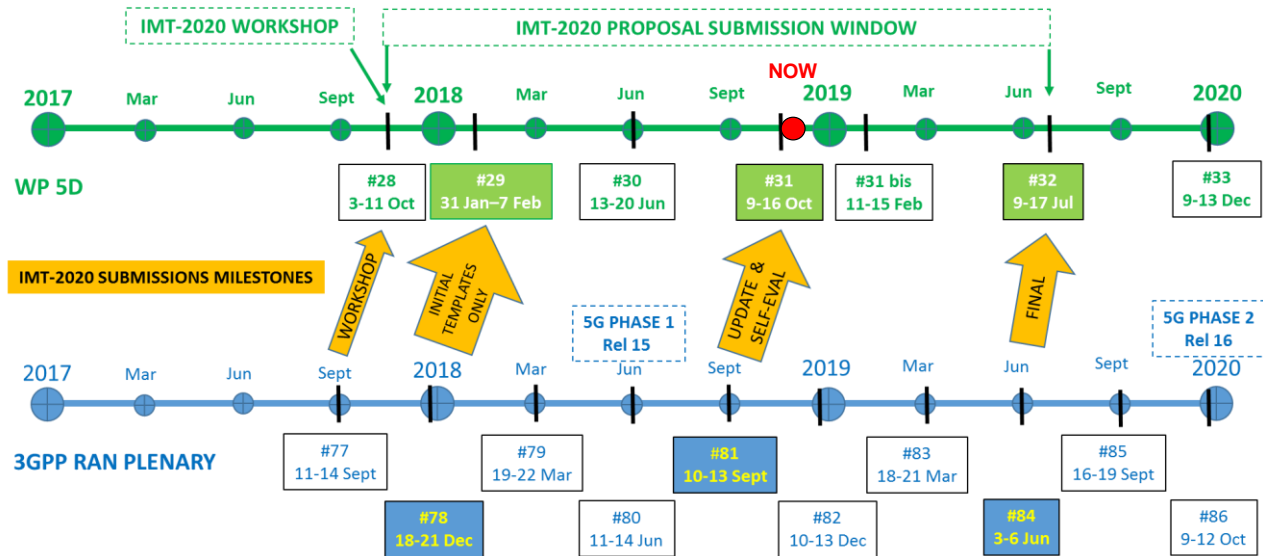 IMT-2020 WORKSHOP
IMT-2020 PROPOSAL SUBMISSION WINDOW
NOW
2017
Mar
Jun
Sept
2018
Mar
Jun
Sept
2019
Mar
Jun
Sept
2020
WP 5D
#28
3-11 Oct
#29
31 Jan–7 Feb
#30
13-20 Jun
#31
9-16 Oct
#31 bis
11-15 Feb
#32
9-17 Jul
#33
9-13 Dec
IMT-2020 SUBMISSIONS MILESTONES
WORKSHOP
INITIAL
TEMPLATES
ONLY
UPDATE &
SELF-EVAL
FINAL
5G PHASE 1
Rel 15
5G PHASE 2
Rel 16
2017
Mar
Jun
Sept
2018
Mar
Jun
Sept
2019
Mar
Jun
Sept
2020
3GPP RAN PLENARY
#77
11-14 Sept
#79
19-22 Mar
#81
10-13 Sept
#83
18-21 Mar
#85
16-19 Sept
#78
18-21 Dec
#80
11-14 Jun
#82
10-13 Dec
#84
3-6 Jun
#86
9-12 Oct